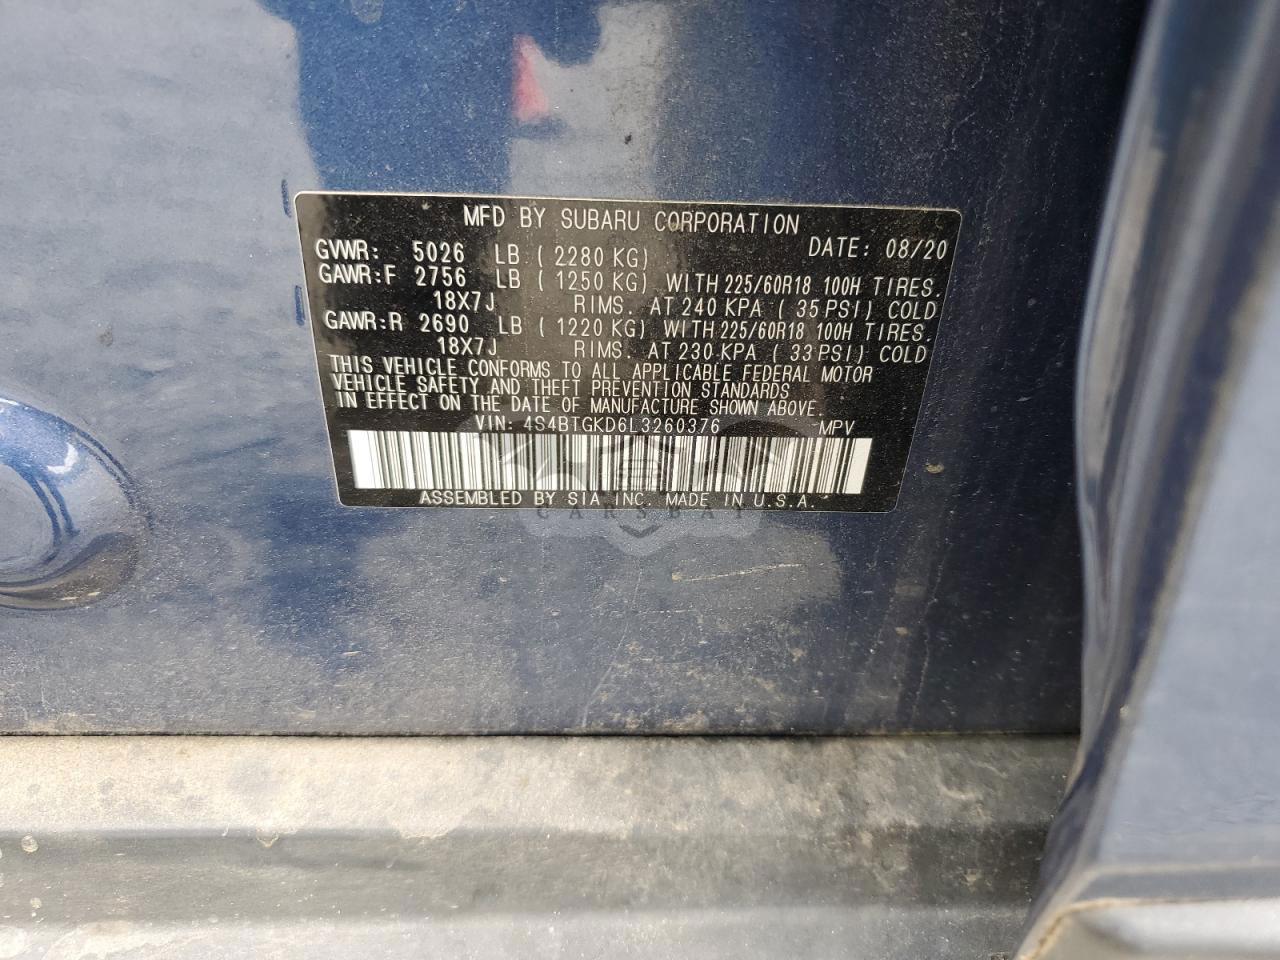 MFD BY SUBARU CORPORATION
GVWR: 5026 LB ( 2280 KG) DATE: 08/20
GAWR:F 2756 LB ( 1250 KG) WITH 225/60R18 100H TIRES.
18X7J RIMS. AT 240 KPA ( 35 PSI) COLD
GAWR:R 2690 LB ( 1220 KG) WITH 225/60R18 100H TIRES.
18X7J RIMS. AT 230 KPA ( 33 PSI) COLD
THIS VEHICLE CONFORMS TO ALL APPLICABLE FEDERAL MOTOR
VEHICLE SAFETY AND THEFT PREVENTION STANDARDS
IN EFFECT ON THE DATE OF MANUFACTURE SHOWN ABOVE.
VIN: 4S4BTGKD6L3260376 MPV
ASSEMBLED BY SIA INC. MADE IN U.S.A.
CARSBAY